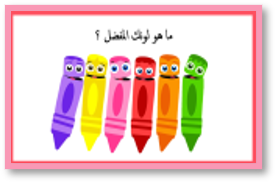 ما هو لونك المفضل ؟